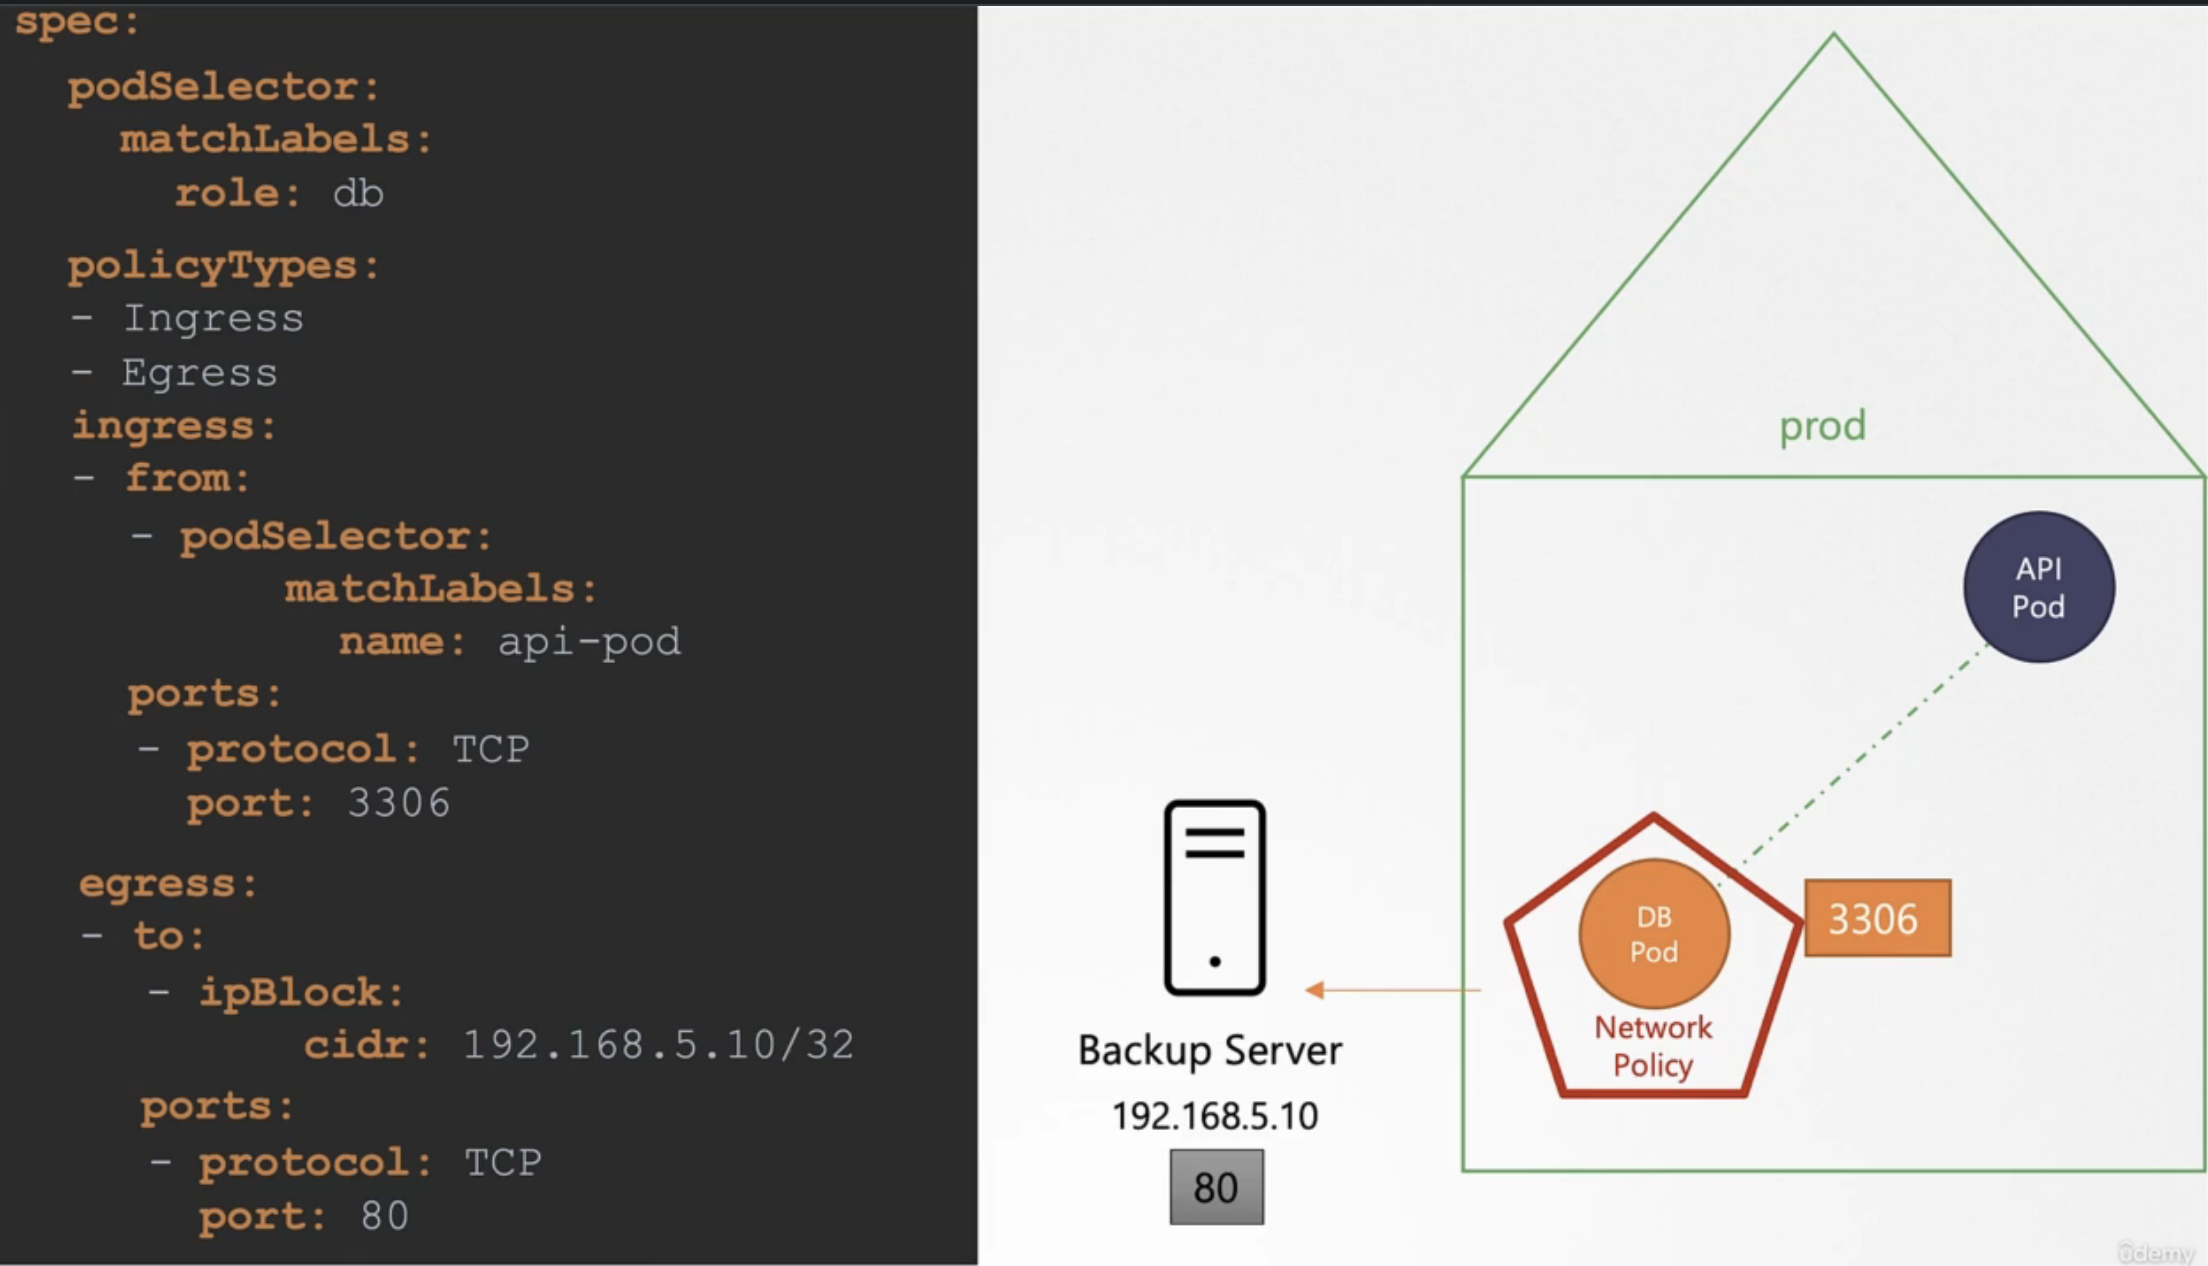 spec:
podSelector:
matchLabels:
role: db
policyTypes:
- Ingress
- Egress
ingress:
- from:
- podSelector:
matchLabels:
name: api-pod
ports:
- protocol: TCP
port: 3306
egress:
- to:
- ipBlock:
cidr: 192.168.5.10/32
ports:
- protocol: TCP
port: 80
prod
API
Pod
DB
Pod
3306
Network
Policy
Backup Server
192.168.5.10
80
ûdemy